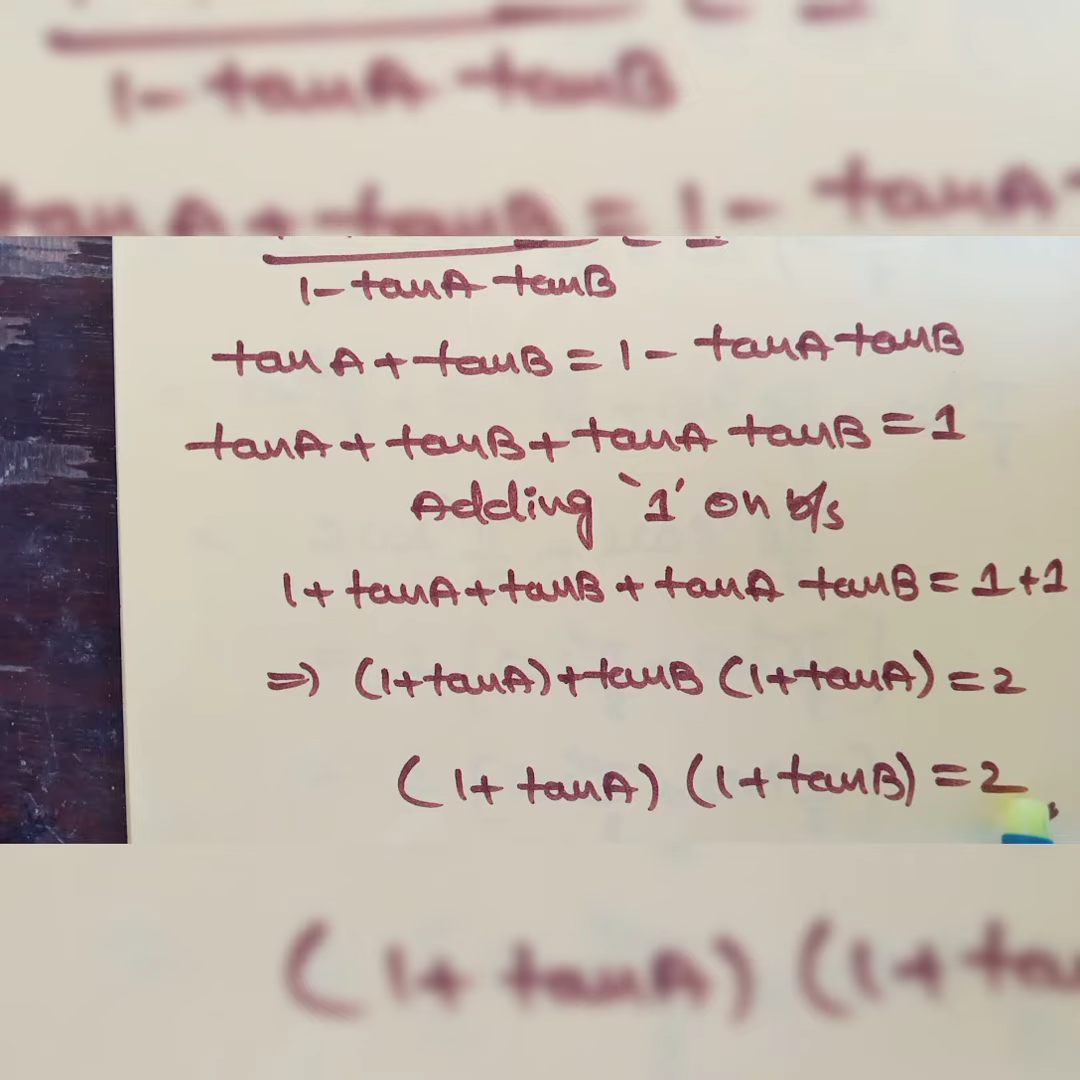 1 - tanA tanB
tanA + tanB = 1 - tanA tanB
tanA + tanB + tanA tanB = 1
Adding '1' on b/s
1 + tanA + tanB + tanA tanB = 1 + 1
⇒ (1 + tanA) + tanB (1 + tanA) = 2
(1 + tanA) (1 + tanB) = 2